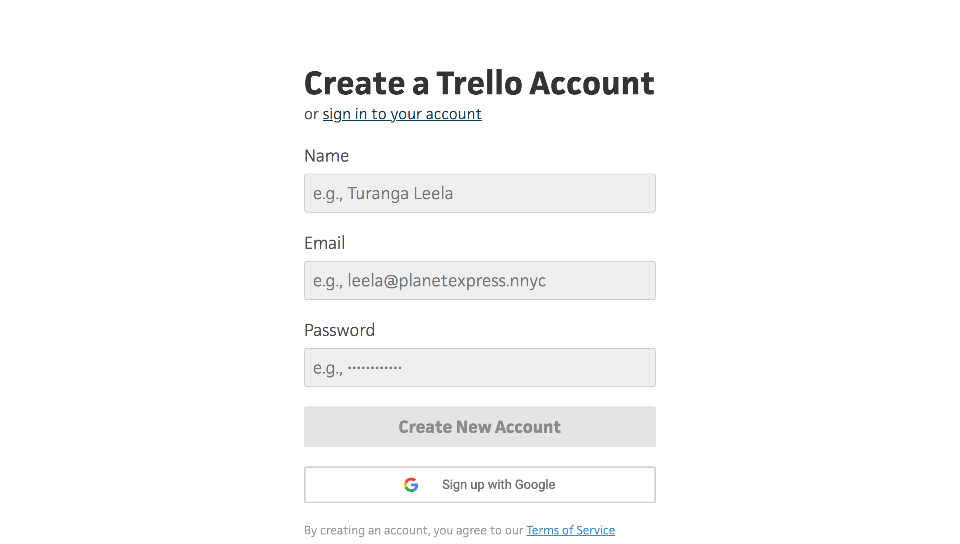 Create a Trello Account
or sign in to your account
Name
e.g., Turanga Leela
Email
e.g., leela@planetexpress.nnyc
Password
e.g., ••••••••••••
Create New Account
Sign up with Google
By creating an account, you agree to our Terms of Service